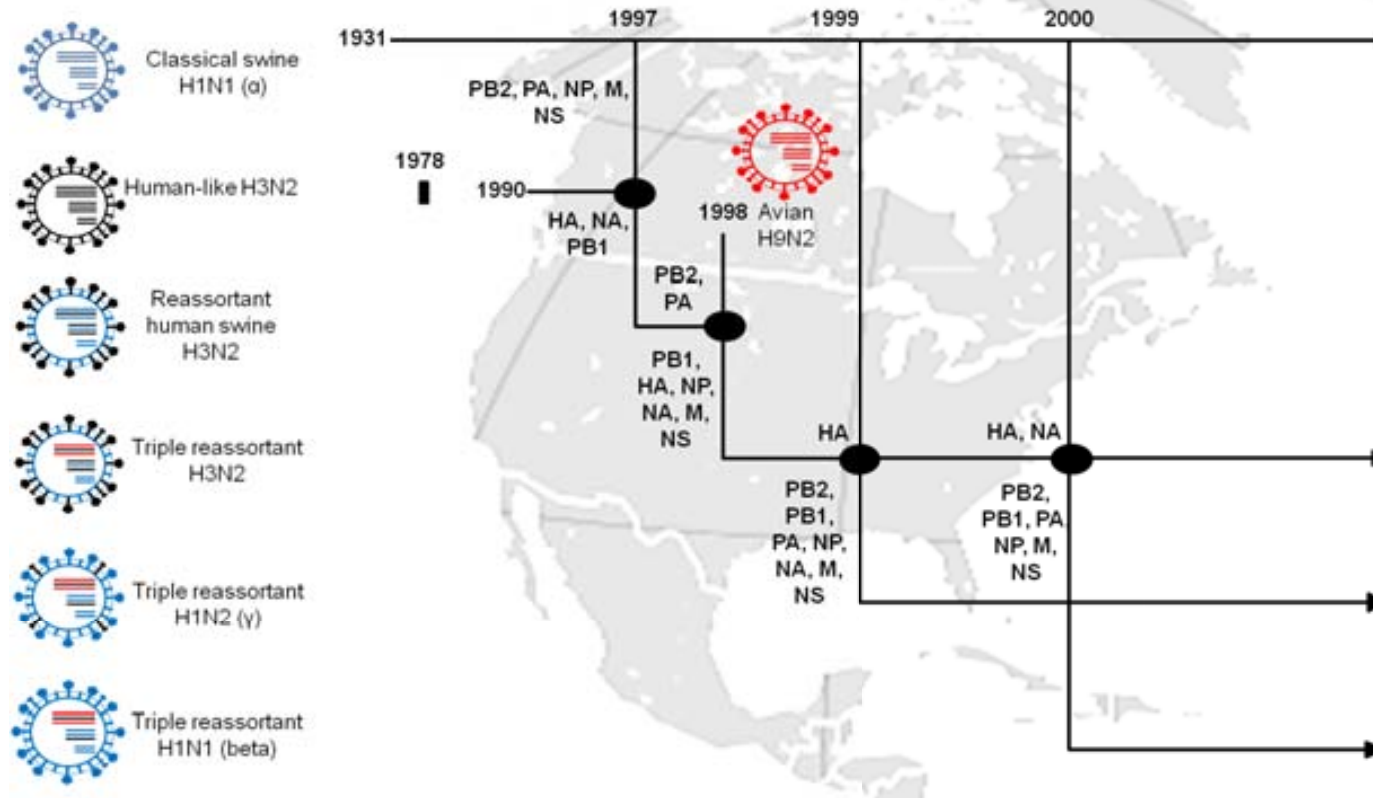 Classical swine
H1N1 (α)
Human-like H3N2
Reassortant
human swine
H3N2
Triple reassortant
H3N2
Triple reassortant
H1N2 (γ)
Triple reassortant
H1N1 (beta)
1997
1999
2000
1931
PB2, PA, NP, M,
NS
1978
1990
HA, NA,
PB1
1998
Avian
H9N2
PB2,
PA
PB1,
HA, NP,
NA, M,
NS
HA
PB2,
PB1,
PA, NP,
NA, M,
NS
HA, NA
PB2,
PB1, PA
NP, M,
NS